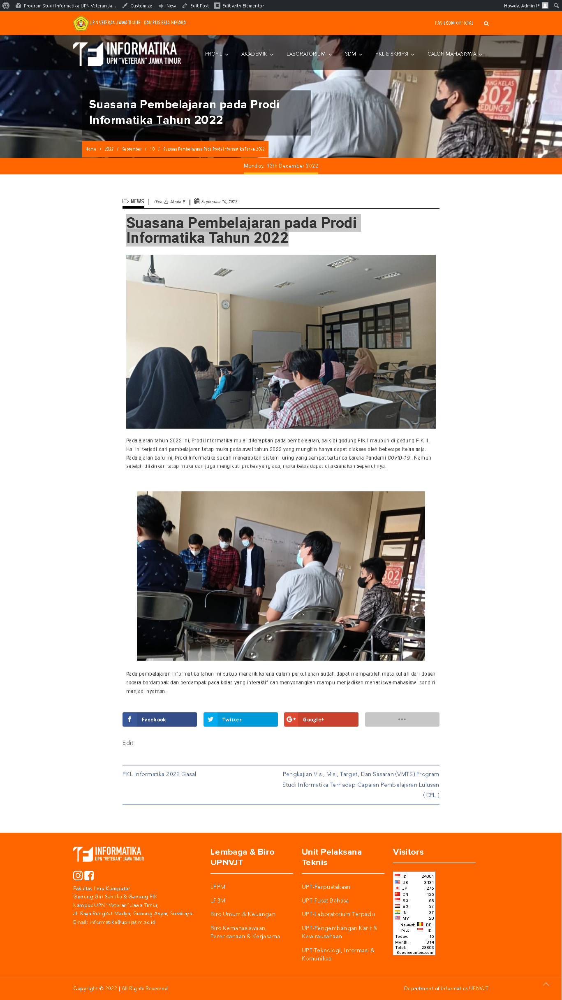 Program Studi Informatika UPN Veteran Ja... Customize New Edit Post Edit with Elementor Howdy, Admin IF
UPN VETERAN JAWA TIMUR - KAMPUS BELA NEGARA FASILKOM OFFICIAL
INFORMATIKA
UPN "VETERAN" JAWA TIMUR
PROFIL AKADEMIK LABORATORIUM SDM PKL & SKRIPSI CALON MAHASISWA
Suasana Pembelajaran pada Prodi
Informatika Tahun 2022
UANG KELAS
302
GEDUNG 2
Home / 2022 / September / 10 / Suasana Pembelajaran Pada Prodi Informatika Tahun 2022
Monday, 12th December 2022
NEWS | Oleh: Admin IF | September 10, 2022
Suasana Pembelajaran pada Prodi
Informatika Tahun 2022
Pada ajaran tahun 2022 ini, Prodi Informatika mulai diterapkan pada pembelajaran, baik di gedung FIK I maupun di gedung FIK II.
Hal ini terjadi dari pembelajaran tatap muka pada awal tahun 2022 yang mungkin hanya dapat diakses oleh beberapa kelas saja.
Pada ajaran baru ini, Prodi Informatika sudah menerapkan sistem luring yang sempat tertunda karena Pandemi COVID-19 . Namun
setelah diizinkan tatap muka dan juga mengikuti prokes yang ada, maka kelas dapat dilaksanakan sepenuhnya.
UANG KELAS
302
GEDUNG 2
Pada pembelajaran Informatika tahun ini cukup menarik karena dalam perkuliahan sudah dapat memperoleh mata kuliah dari dosen
secara berdampak dan berdampak pada kelas yang interaktif dan menyenangkan mampu menjadikan mahasiswa-mahasiswi sendiri
menjadi nyaman.
Facebook Twitter Google+ •••
Edit
PKL Informatika 2022 Gasal
Pengkajian Visi, Misi, Target, Dan Sasaran (VMTS) Program
Studi Informatika Terhadap Capaian Pembelajaran Lulusan
(CPL )
INFORMATIKA
UPN "VETERAN" JAWA TIMUR
Fakultas Ilmu Komputer
Gedung Giri Santika & Gedung FIK
Kampus UPN "Veteran" Jawa Timur,
Jl. Raya Rungkut Madya, Gunung Anyar, Surabaya.
Email: informatika@upnjatim.ac.id
Lembaga & Biro
UPNVJT
LPPM
LP3M
Biro Umum & Keuangan
Biro Kemahasiswaan,
Perencanaan & Kerjasama
Unit Pelaksana
Teknis
UPT-Perpustakaan
UPT-Pusat Bahasa
UPT-Laboratorium Terpadu
UPT-Pengembangan Karir &
Kewirausahaan
UPT-Teknologi, Informasi &
Komunikasi
Visitors
ID 24601
US 3431
JP 275
CN 125
SG 58
EG 37
IN 37
MY 26
Newest: BE
You: ID
Today: 15
Month: 314
Total: 28803
Supercounters.com
Copyright © 2022 | All Rights Reserved
Department of Informatics UPNVJT